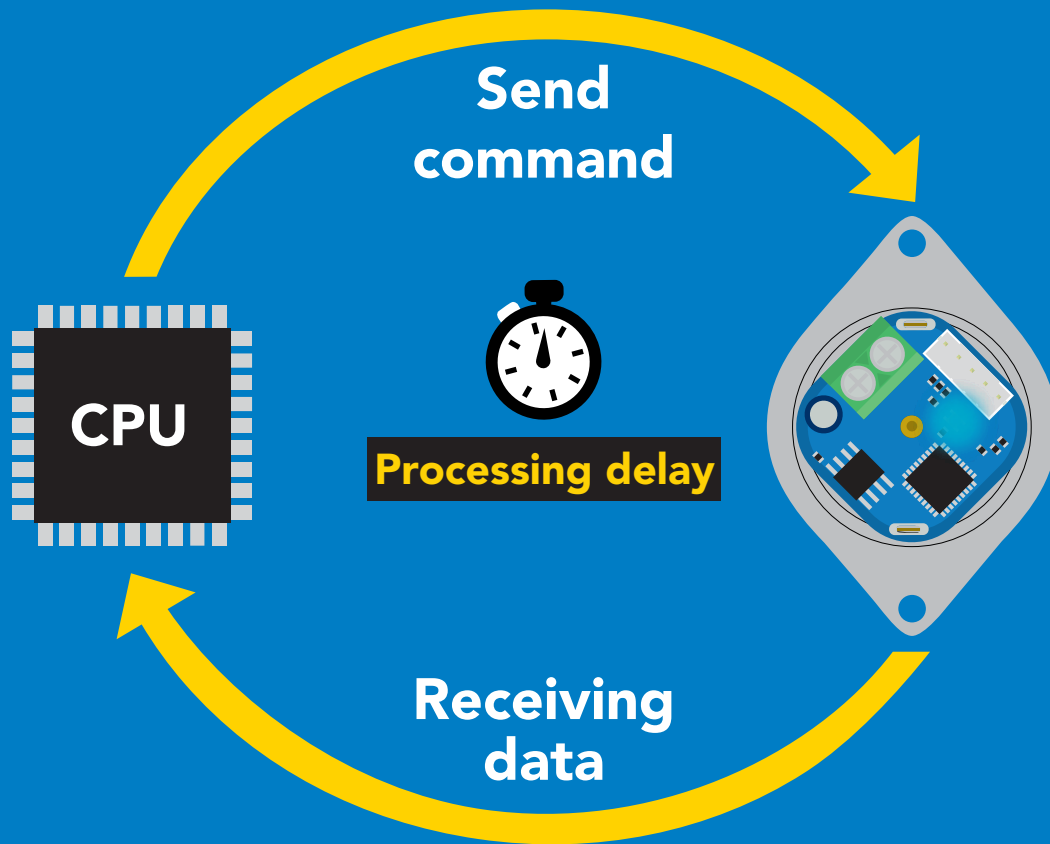 Send
command
CPU
Processing delay
Receiving
data